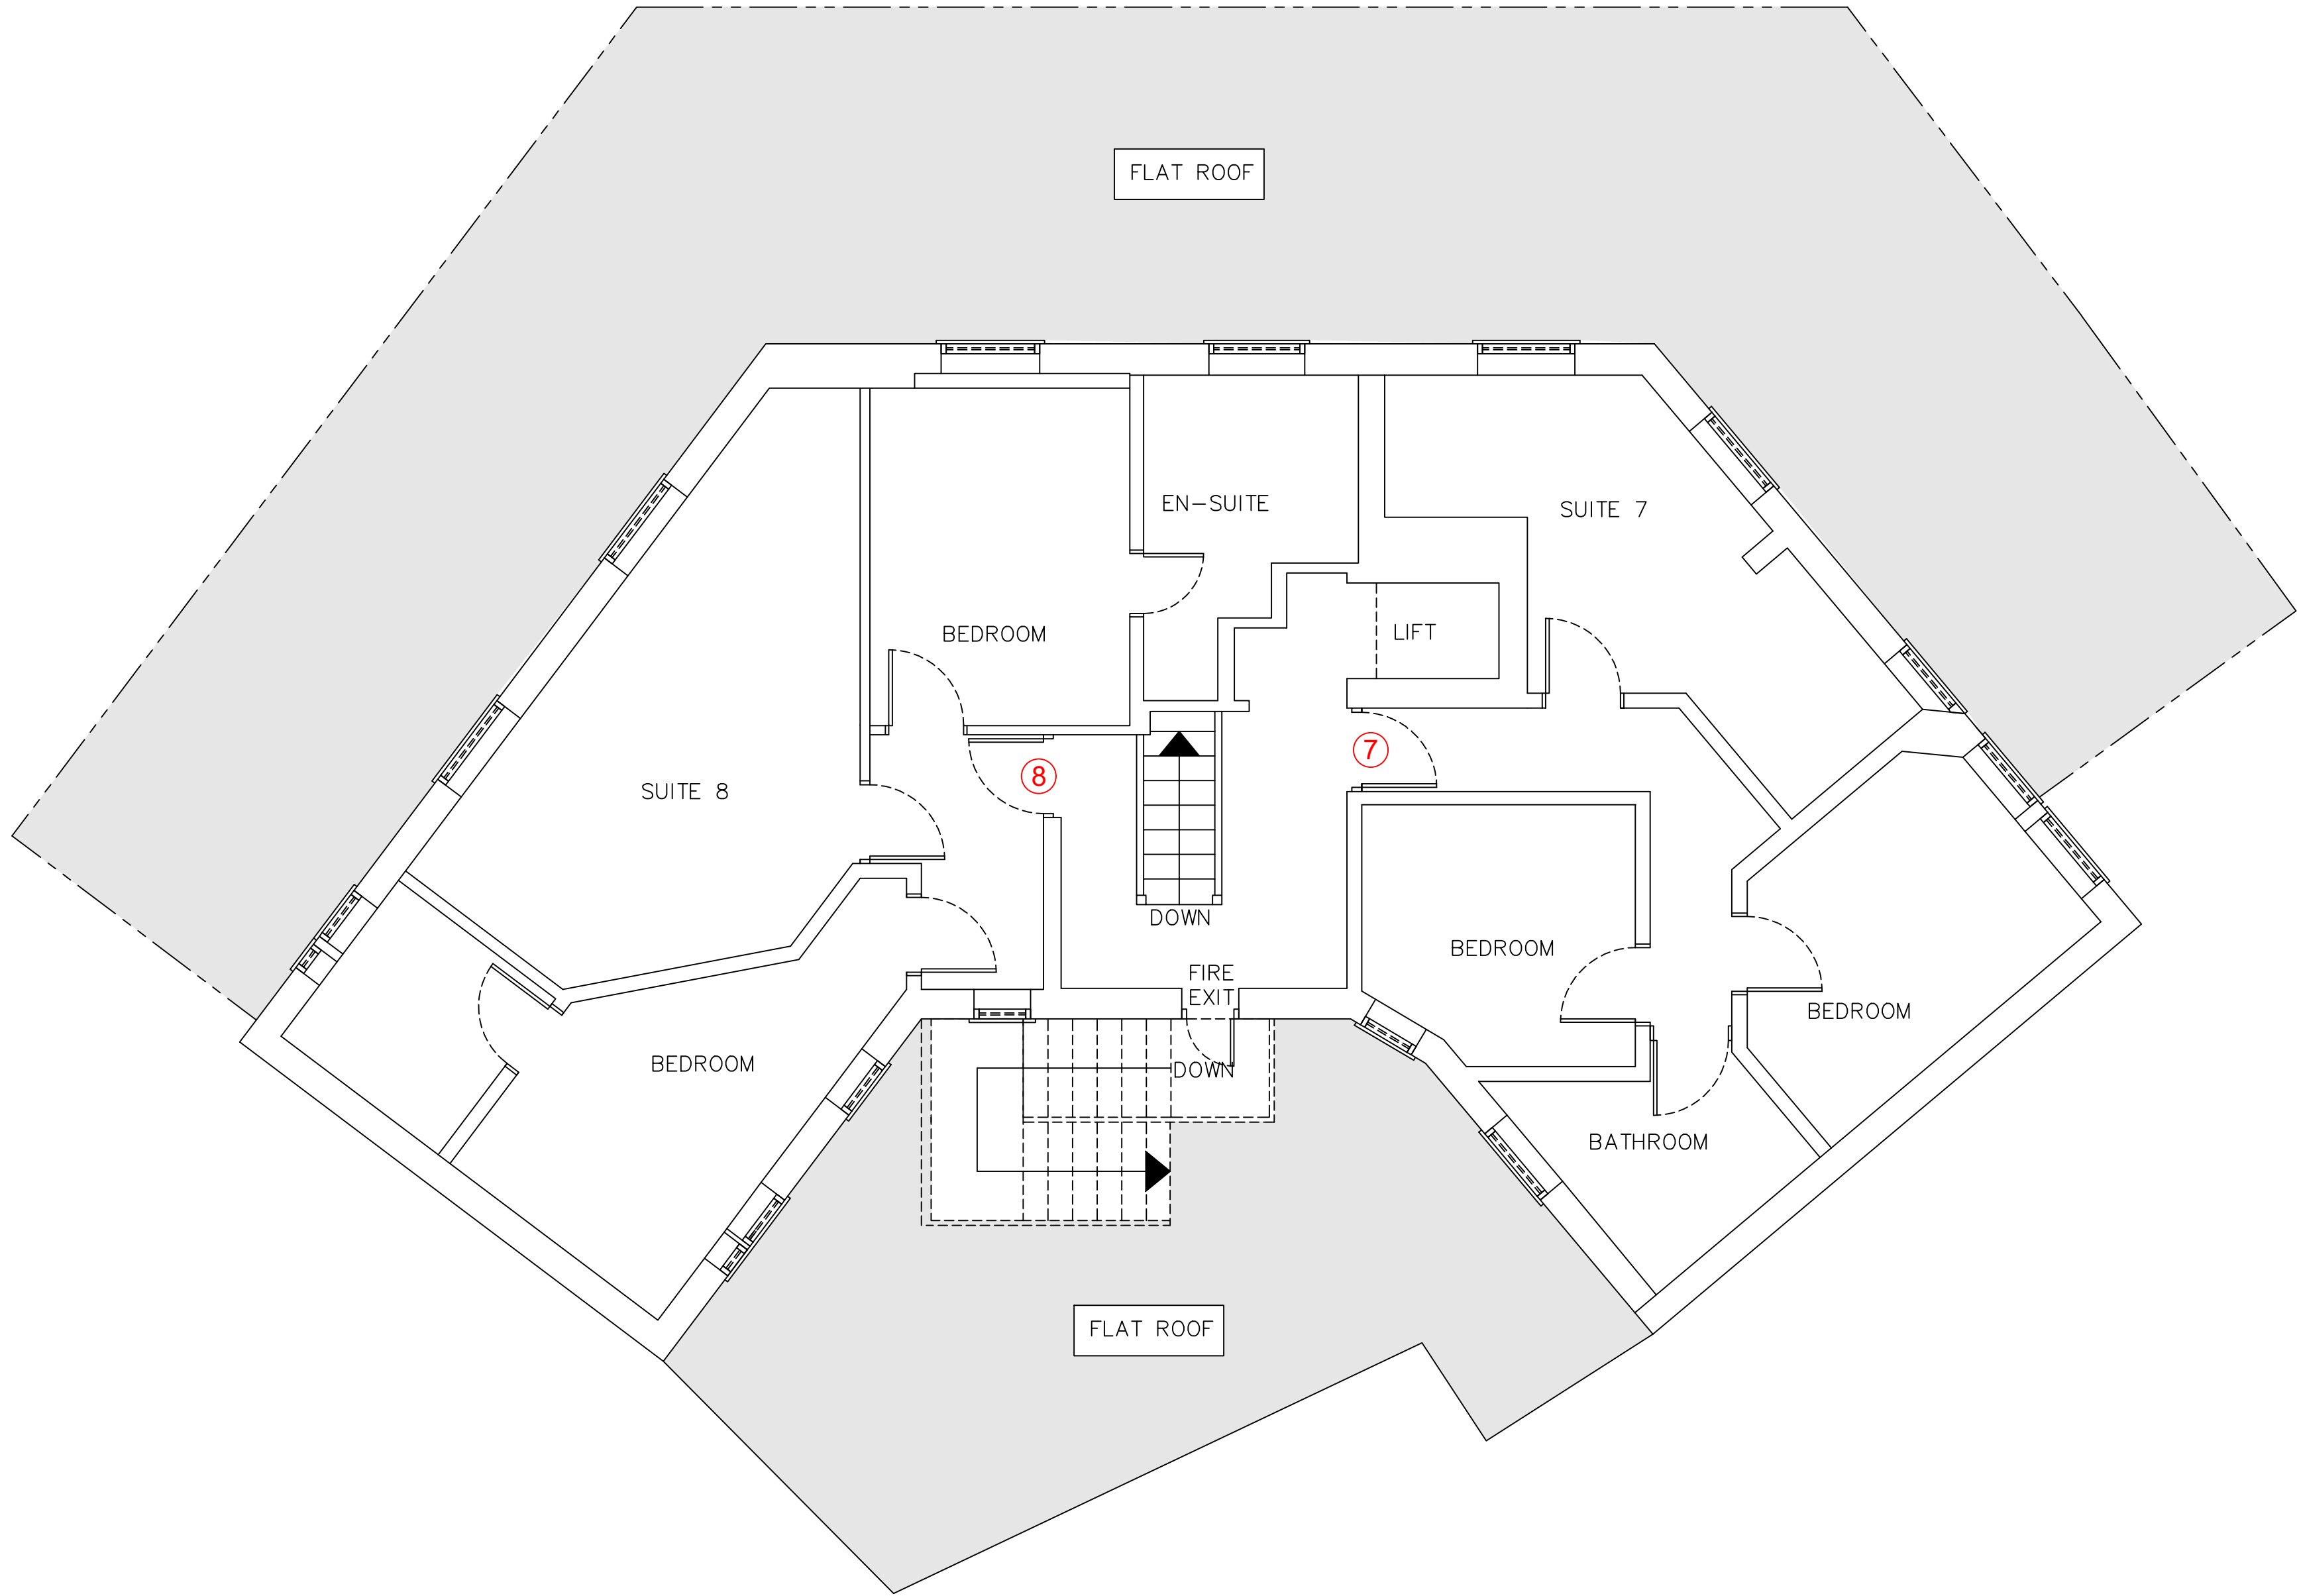 FLAT ROOF
EN-SUITE
SUITE 7
BEDROOM
LIFT
7
8
SUITE 8
DOWN
BEDROOM
FIRE
EXIT
BEDROOM
BEDROOM
DOWN
BATHROOM
FLAT ROOF